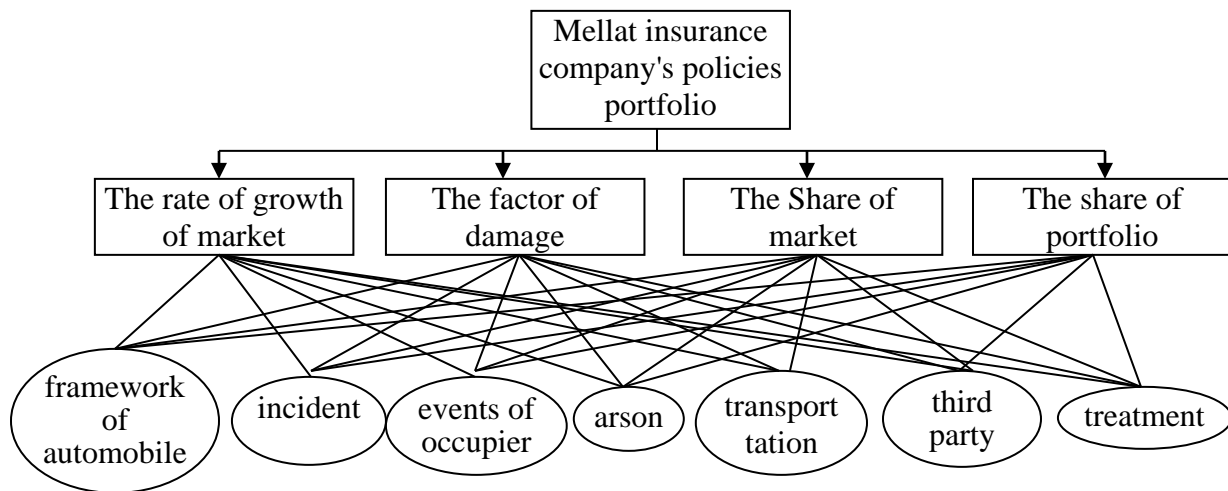 Mellat insurance
company's policies
portfolio
The rate of growth
of market
The factor of
damage
The Share of
market
The share of
portfolio
framework
of
automobile
incident
events of
occupier
arson
transport
tation
third
party
treatment